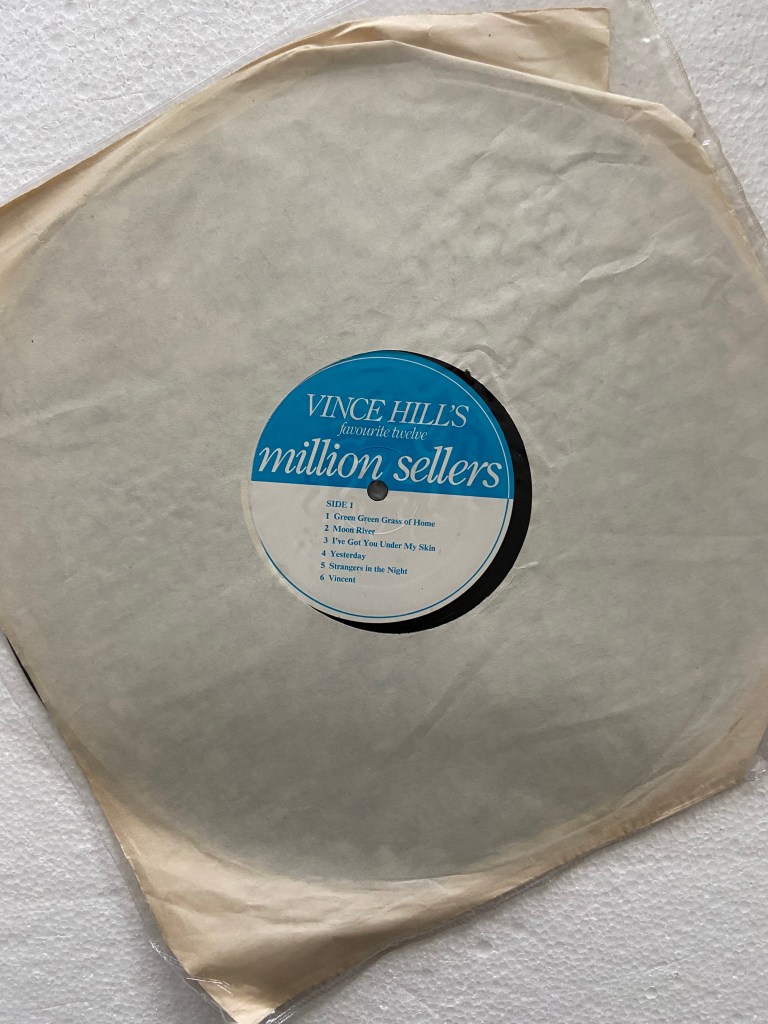 VINCE HILL'S
favourite twelve
million sellers
SIDE 1
1 Green Green Grass of Home
2 Moon River
3 I've Got You Under My Skin
4 Yesterday
5 Strangers in the Night
6 Vincent